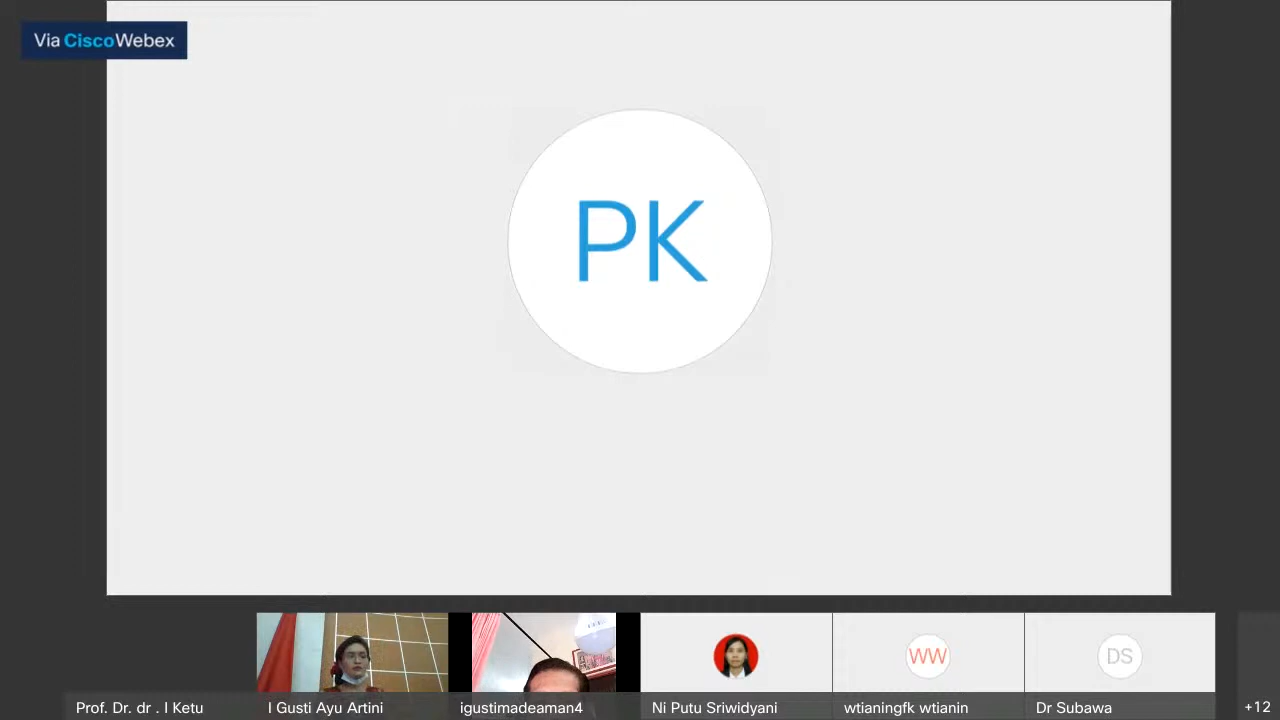 Via CiscoWebex
PK
WW
DS
Prof. Dr. dr . I Ketu
I Gusti Ayu Artini
igustimadeaman4
Ni Putu Sriwidyani
wtianingfk wtianin
Dr Subawa
+12